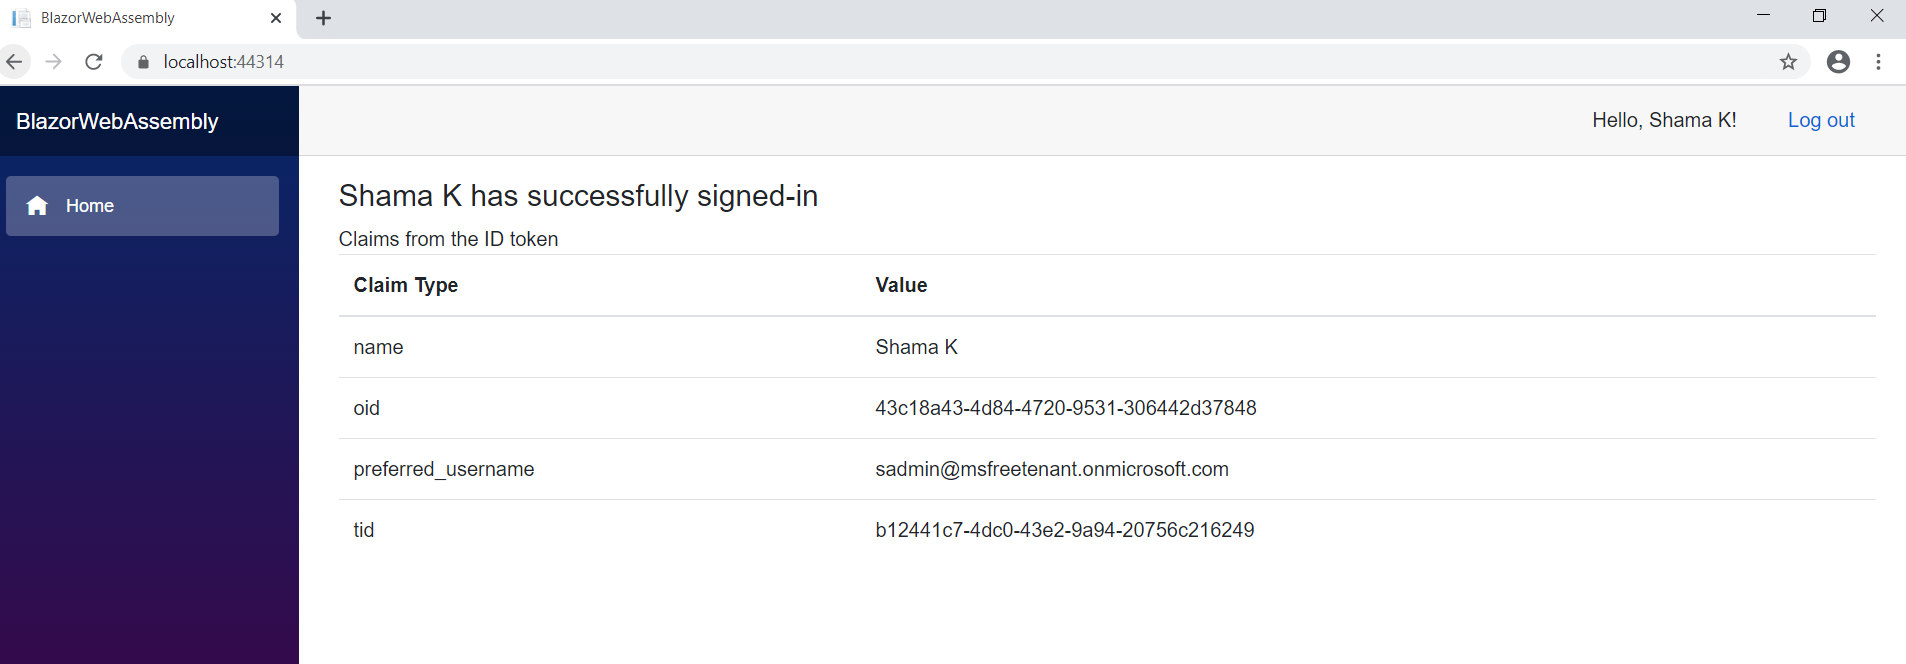 BlazorWebAssembly
localhost:44314
BlazorWebAssembly
Hello, Shama K! Log out
Home
Shama K has successfully signed-in
Claims from the ID token
Claim Type Value
name Shama K
oid 43c18a43-4d84-4720-9531-306442d37848
preferred_username sadmin@msfreetenant.onmicrosoft.com
tid b12441c7-4dc0-43e2-9a94-20756c216249